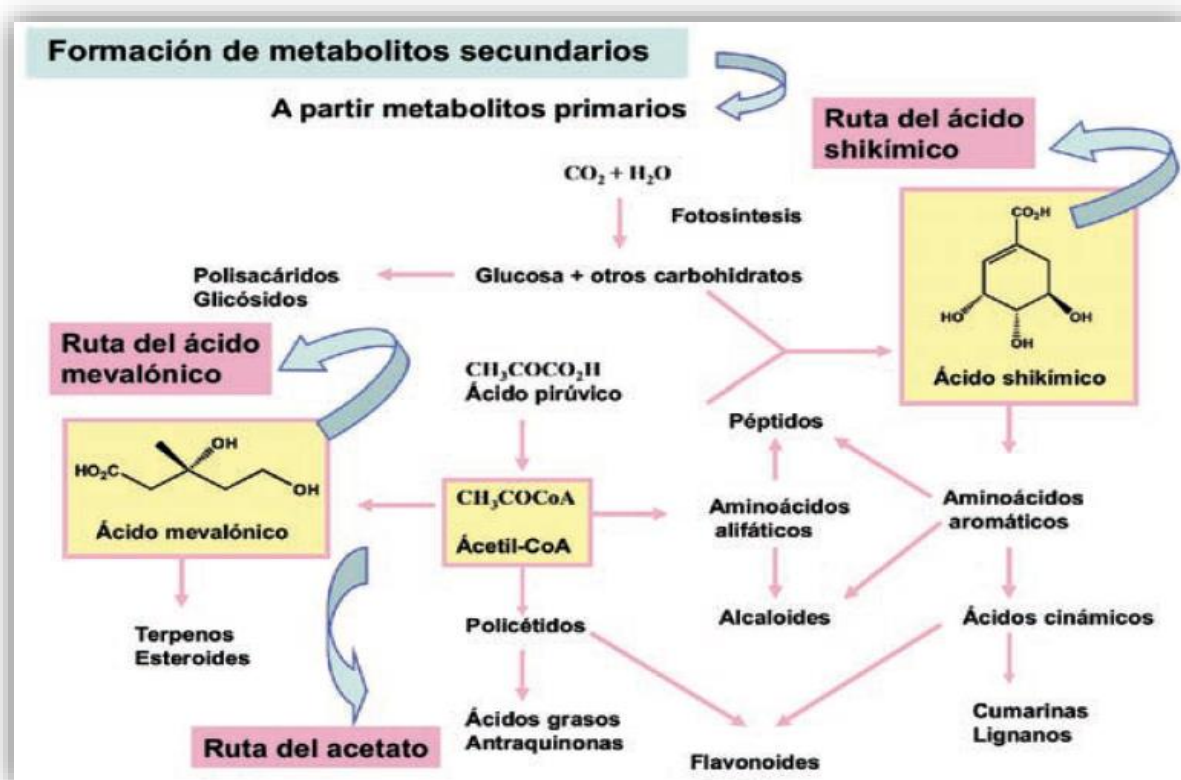 Formación de metabolitos secundarios
A partir metabolitos primarios
Ruta del ácido
shikímico
CO₂ + H₂O
Fotosíntesis
CO₂H
HO
OH
OH
Ácido shikímico
Polisacáridos
Glicósidos
Glucosa + otros carbohidratos
Ruta del ácido
mevalónico
CH₃COCO₂H
Ácido pirúvico
HO₂C
OH
OH
Ácido mevalónico
CH₃COCoA
Ácetil-CoA
Péptidos
Aminoácidos
alifáticos
Aminoácidos
aromáticos
Terpenos
Esteroides
Policétidos
Alcaloides
Ácidos cinámicos
Ruta del acetato
Ácidos grasos
Antraquinonas
Flavonoides
Cumarinas
Lignanos